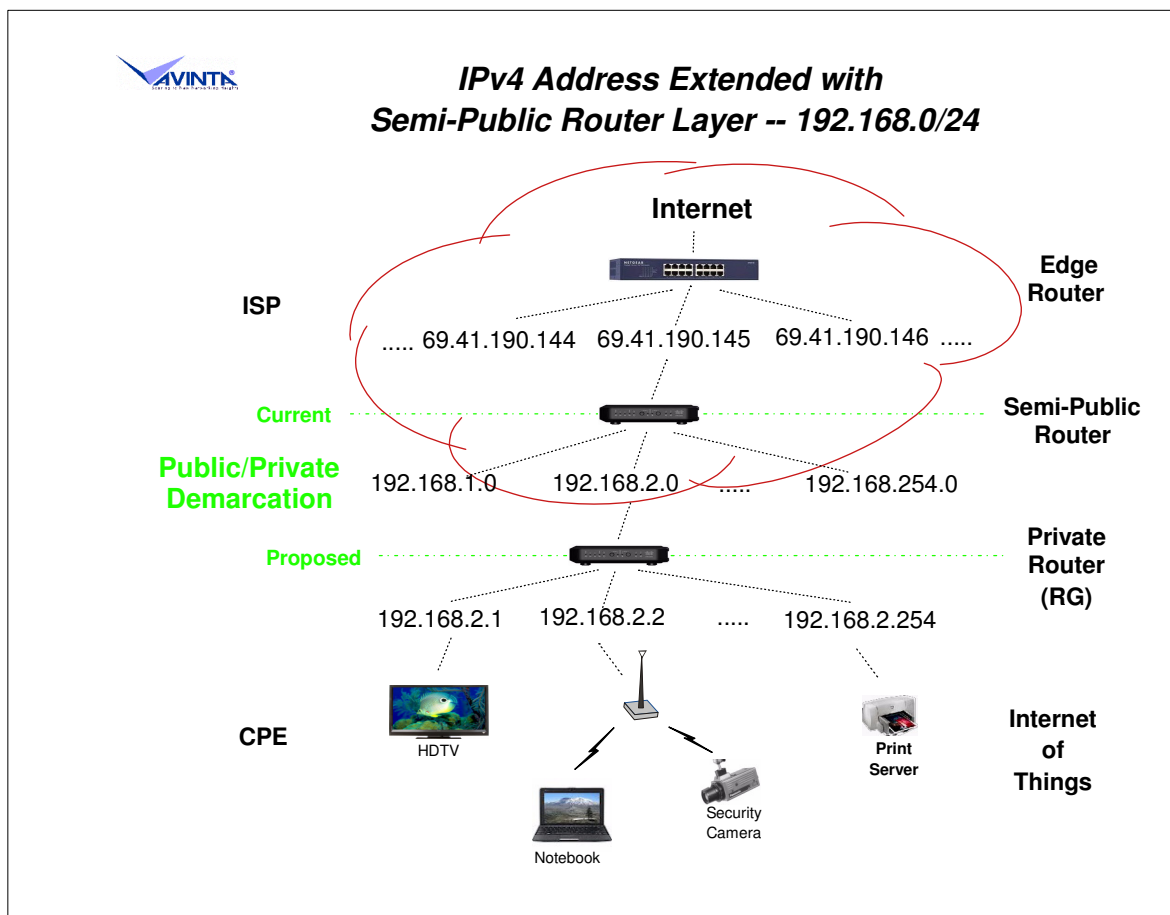 AVINTA®
IPv4 Address Extended with
Semi-Public Router Layer -- 192.168.0/24
Internet
NETGEAR
Edge
Router
ISP
..... 69.41.190.144 69.41.190.145 69.41.190.146 .....
Current
Semi-Public
Router
Public/Private
Demarcation
192.168.1.0 192.168.2.0 ..... 192.168.254.0
Proposed
Private
Router
(RG)
192.168.2.1 192.168.2.2 ..... 192.168.2.254
CPE
HDTV
Print
Server
Internet
of
Things
Security
Camera
Notebook